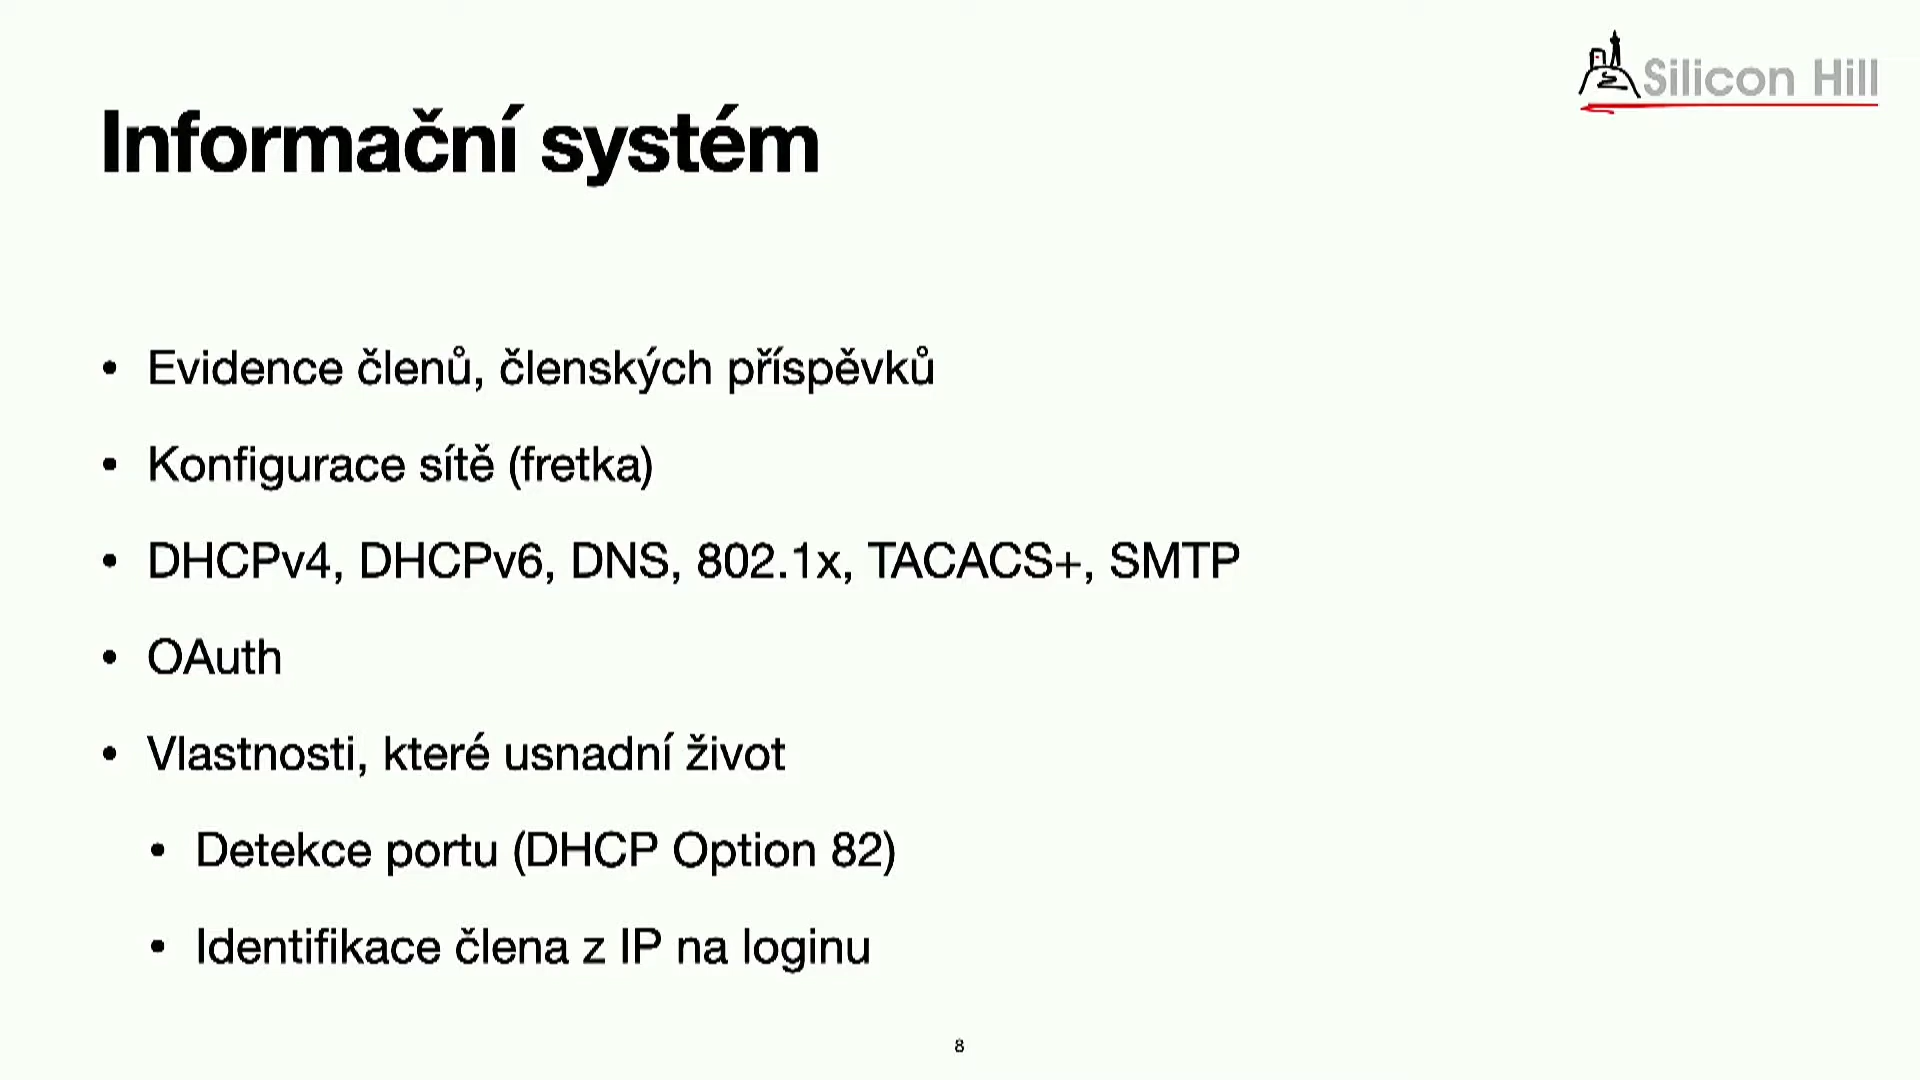 Silicon Hill
Informační systém
• Evidence členů, členských příspěvků
• Konfigurace sítě (fretka)
• DHCPv4, DHCPv6, DNS, 802.1x, TACACS+, SMTP
• OAuth
• Vlastnosti, které usnadní život
• Detekce portu (DHCP Option 82)
• Identifikace člena z IP na loginu
8